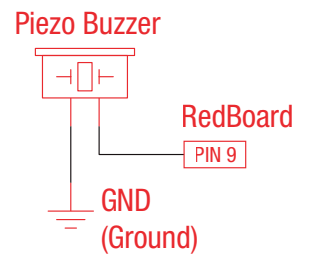 Piezo Buzzer
RedBoard
PIN 9
GND
(Ground)